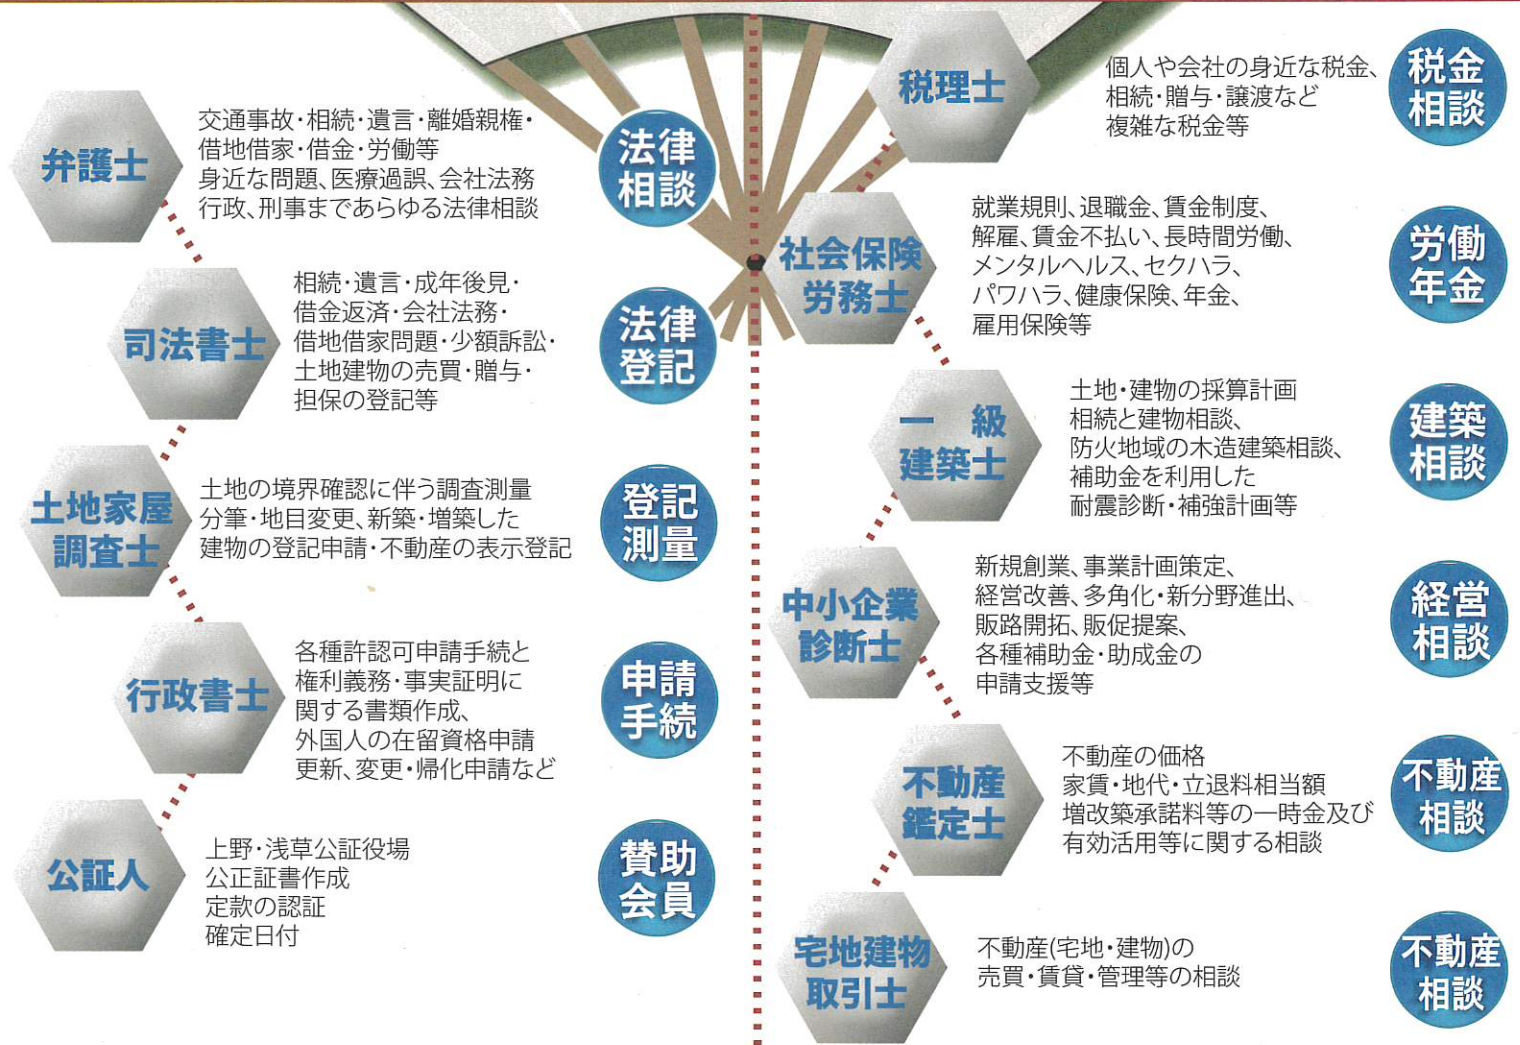 弁護士
交通事故・相続・遺言・離婚親権・
借地借家・借金・労働等
身近な問題、医療過誤、会社法務
行政、刑事まであらゆる法律相談
法律
相談
司法書士
相続・遺言・成年後見・
借金返済・会社法務・
借地借家問題・少額訴訟・
土地建物の売買・贈与・
担保の登記等
法律
登記
土地家屋
調査士
土地の境界確認に伴う調査測量
分筆・地目変更、新築・増築した
建物の登記申請・不動産の表示登記
登記
測量
行政書士
各種許認可申請手続と
権利義務・事実証明に
関する書類作成、
外国人の在留資格申請
更新、変更・帰化申請など
申請
手続
公証人
上野・浅草公証役場
公正証書作成
定款の認証
確定日付
賛助
会員
税理士
個人や会社の身近な税金、
相続・贈与・譲渡など
複雑な税金等
税金
相談
社会保険
労務士
就業規則、退職金、賃金制度、
解雇、賃金不払い、長時間労働、
メンタルヘルス、セクハラ、
パワハラ、健康保険、年金、
雇用保険等
労働
年金
一 級
建築士
土地・建物の採算計画
相続と建物相談、
防火地域の木造建築相談、
補助金を利用した
耐震診断・補強計画等
建築
相談
中小企業
診断士
新規創業、事業計画策定、
経営改善、多角化・新分野進出、
販路開拓、販促提案、
各種補助金・助成金の
申請支援等
経営
相談
不動産
鑑定士
不動産の価格
家賃・地代・立退料相当額
増改築承諾料等の一時金及び
有効活用等に関する相談
不動産
相談
宅地建物
取引士
不動産(宅地・建物)の
売買・賃貸・管理等の相談
不動産
相談